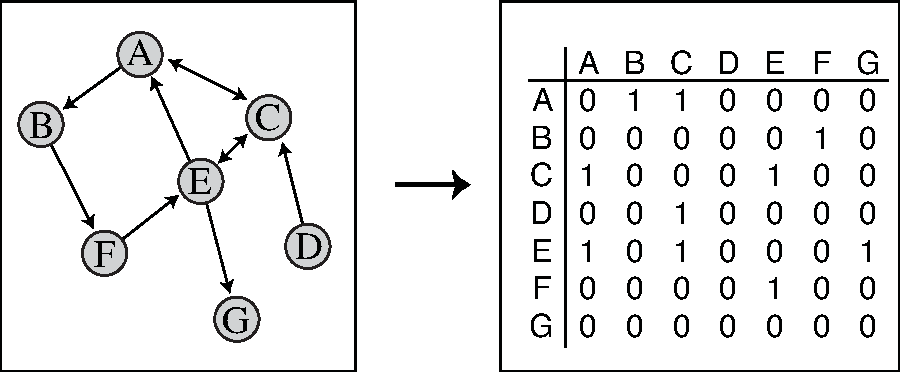 A
B
C
E
F
D
G
A B C D E F G
A 0 1 1 0 0 0 0
B 0 0 0 0 0 1 0
C 1 0 0 0 1 0 0
D 0 0 1 0 0 0 0
E 1 0 1 0 0 0 1
F 0 0 0 0 1 0 0
G 0 0 0 0 0 0 0